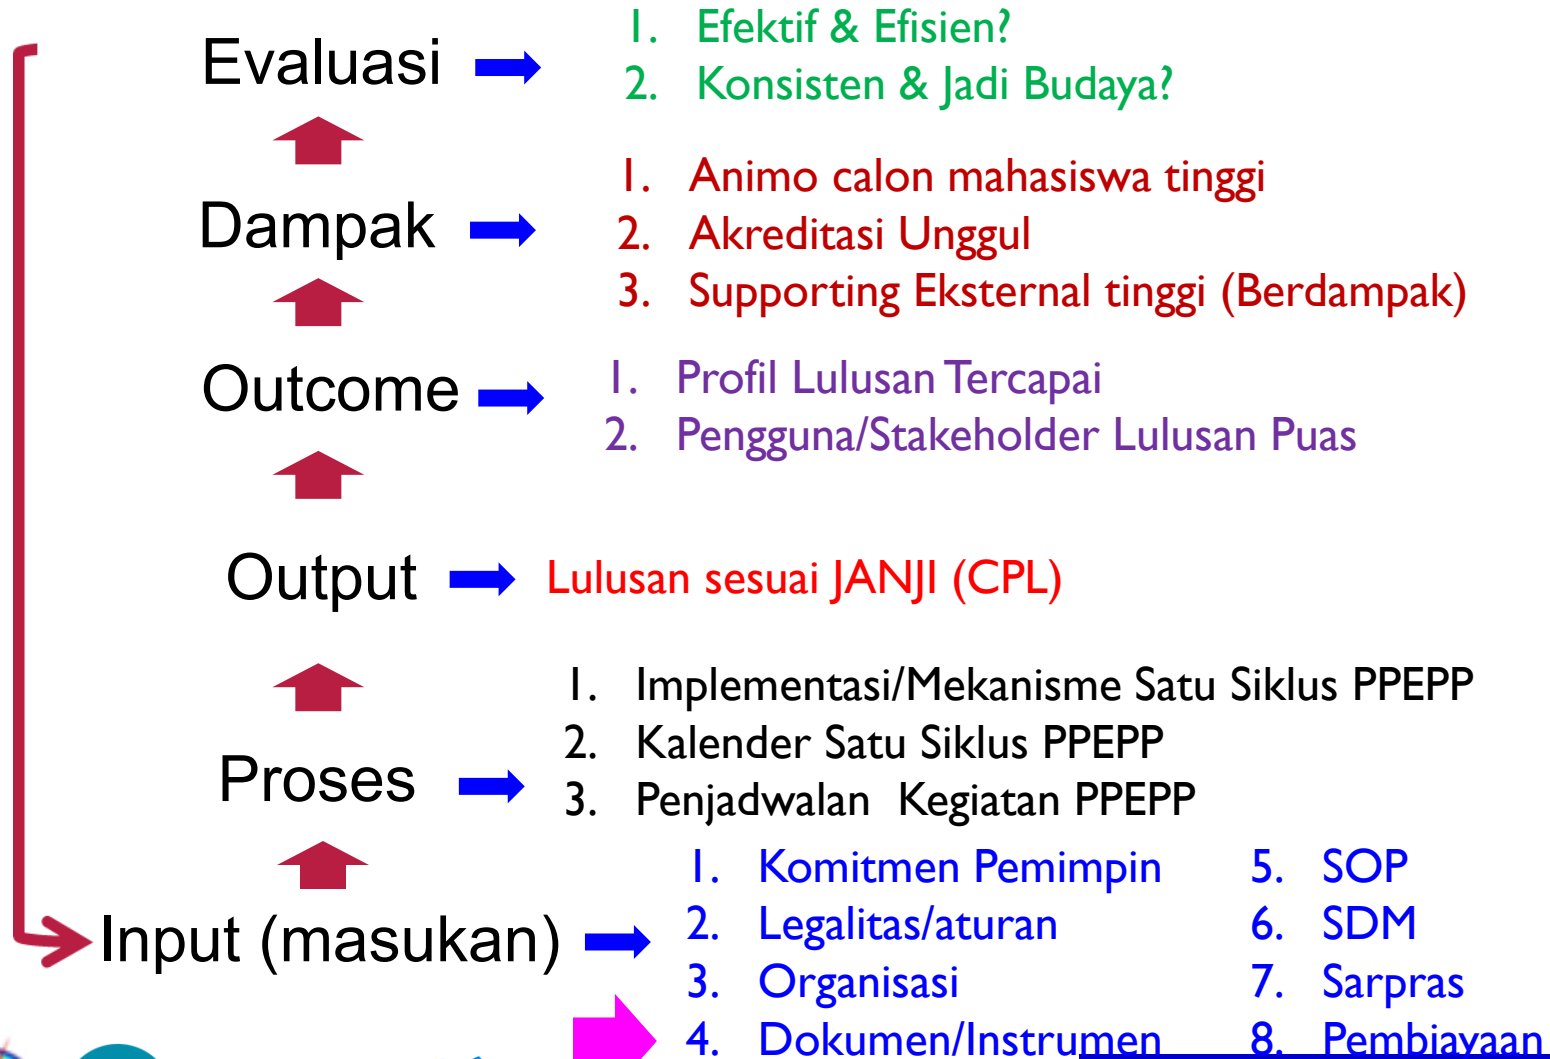 Evaluasi
1. Efektif & Efisien?
2. Konsisten & Jadi Budaya?
Dampak
1. Animo calon mahasiswa tinggi
2. Akreditasi Unggul
3. Supporting Eksternal tinggi (Berdampak)
Outcome
1. Profil Lulusan Tercapai
2. Pengguna/Stakeholder Lulusan Puas
Output
Lulusan sesuai JANJI (CPL)
Proses
1. Implementasi/Mekanisme Satu Siklus PPEPP
2. Kalender Satu Siklus PPEPP
3. Penjadwalan Kegiatan PPEPP
Input (masukan)
1. Komitmen Pemimpin
2. Legalitas/aturan
3. Organisasi
4. Dokumen/Instrumen
5. SOP
6. SDM
7. Sarpras
8. Pembiayaan